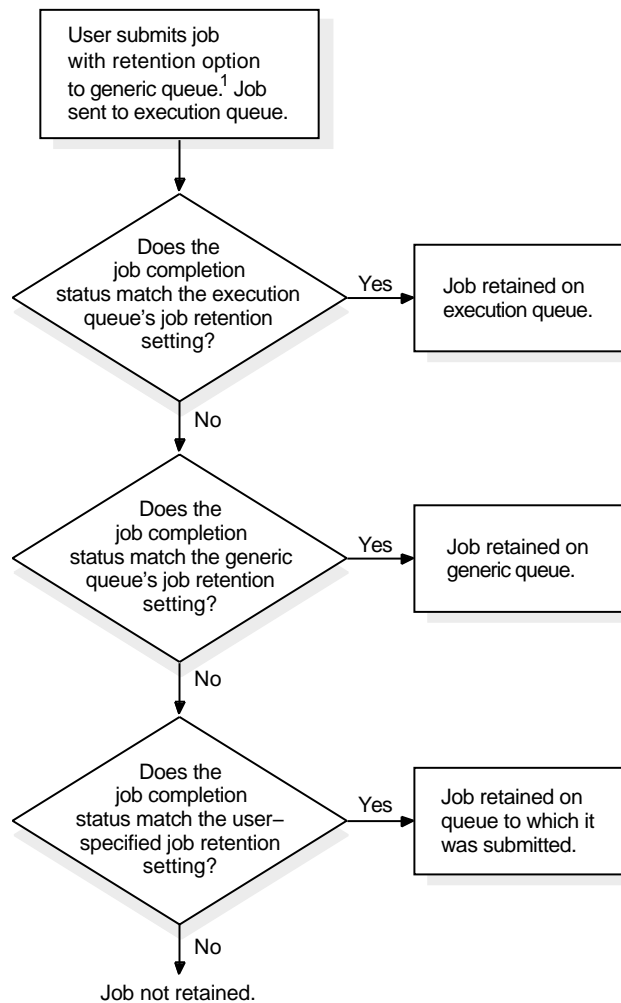 User submits job
with retention option
to generic queue.1 Job
sent to execution queue.
Does the
job completion
status match the execution
queue's job retention
setting?
Yes
Job retained on
execution queue.
No
Does the
job completion
status match the generic
queue's job retention
setting?
Yes
Job retained on
generic queue.
No
Does the
job completion
status match the user–
specified job retention
setting?
Yes
Job retained on
queue to which it
was submitted.
No
Job not retained.